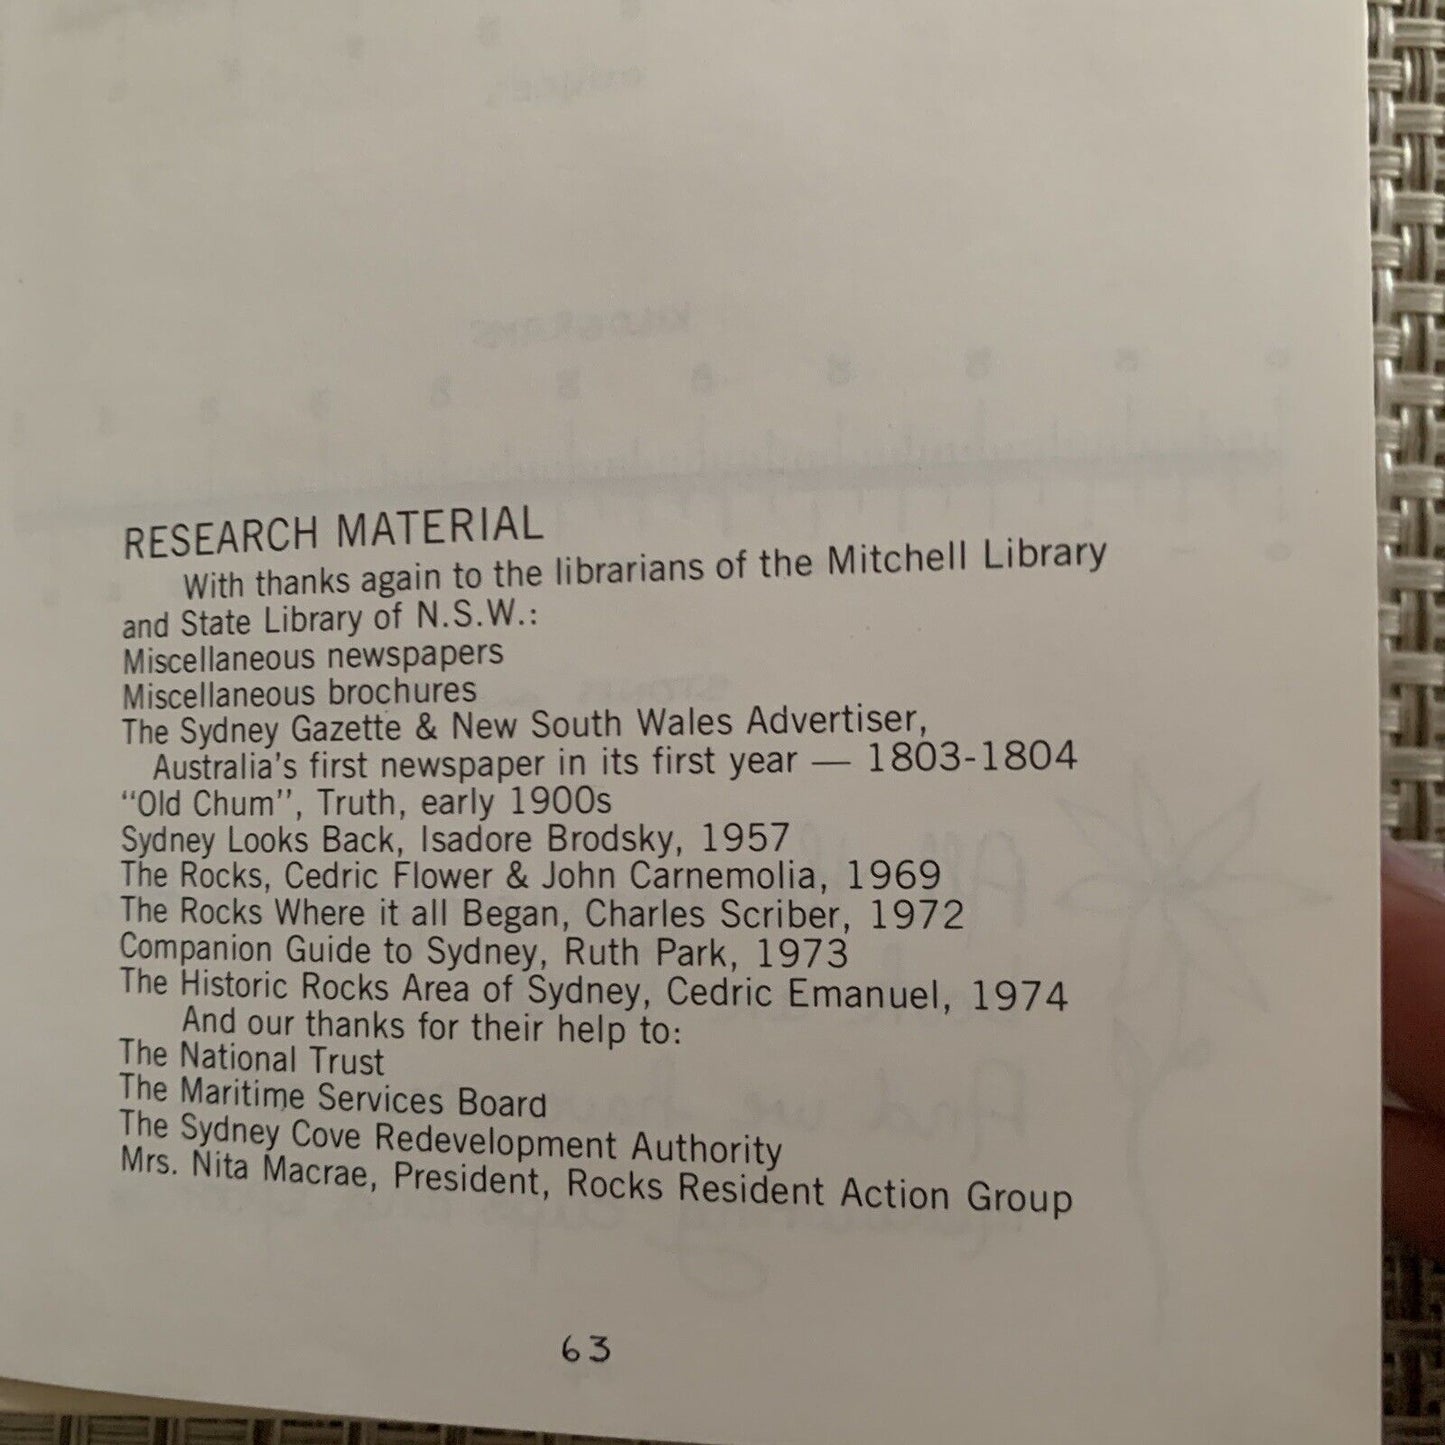 RESEARCH MATERIAL
With thanks again to the librarians of the Mitchell Library
and State Library of N.S.W.:
Miscellaneous newspapers
Miscellaneous brochures
The Sydney Gazette & New South Wales Advertiser,
Australia's first newspaper in its first year — 1803-1804
“Old Chum”, Truth, early 1900s
Sydney Looks Back, Isadore Brodsky, 1957
The Rocks, Cedric Flower & John Carnemolia, 1969
The Rocks Where it all Began, Charles Scriber, 1972
Companion Guide to Sydney, Ruth Park, 1973
The Historic Rocks Area of Sydney, Cedric Emanuel, 1974
And our thanks for their help to:
The National Trust
The Maritime Services Board
The Sydney Cove Redevelopment Authority
Mrs. Nita Macrae, President, Rocks Resident Action Group
63